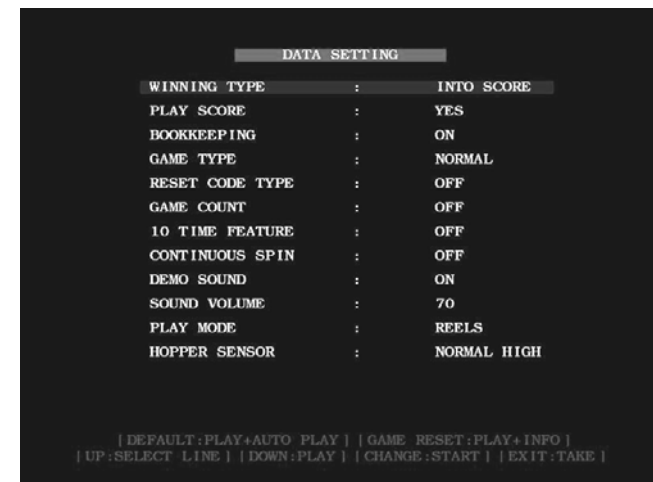 DATA SETTING
WINNING TYPE : INTO SCORE
PLAY SCORE : YES
BOOKKEEPING : ON
GAME TYPE : NORMAL
RESET CODE TYPE : OFF
GAME COUNT : OFF
10 TIME FEATURE : OFF
CONTINUOUS SPIN : OFF
DEMO SOUND : ON
SOUND VOLUME : 70
PLAY MODE : REELS
HOPPER SENSOR : NORMAL HIGH
[DEFAULT:PLAY+AUTO PLAY] [GAME RESET:PLAY+INFO]
[UP:SELECT LINE] [DOWN:PLAY] [CHANGE:START] [EXIT:TAKE]